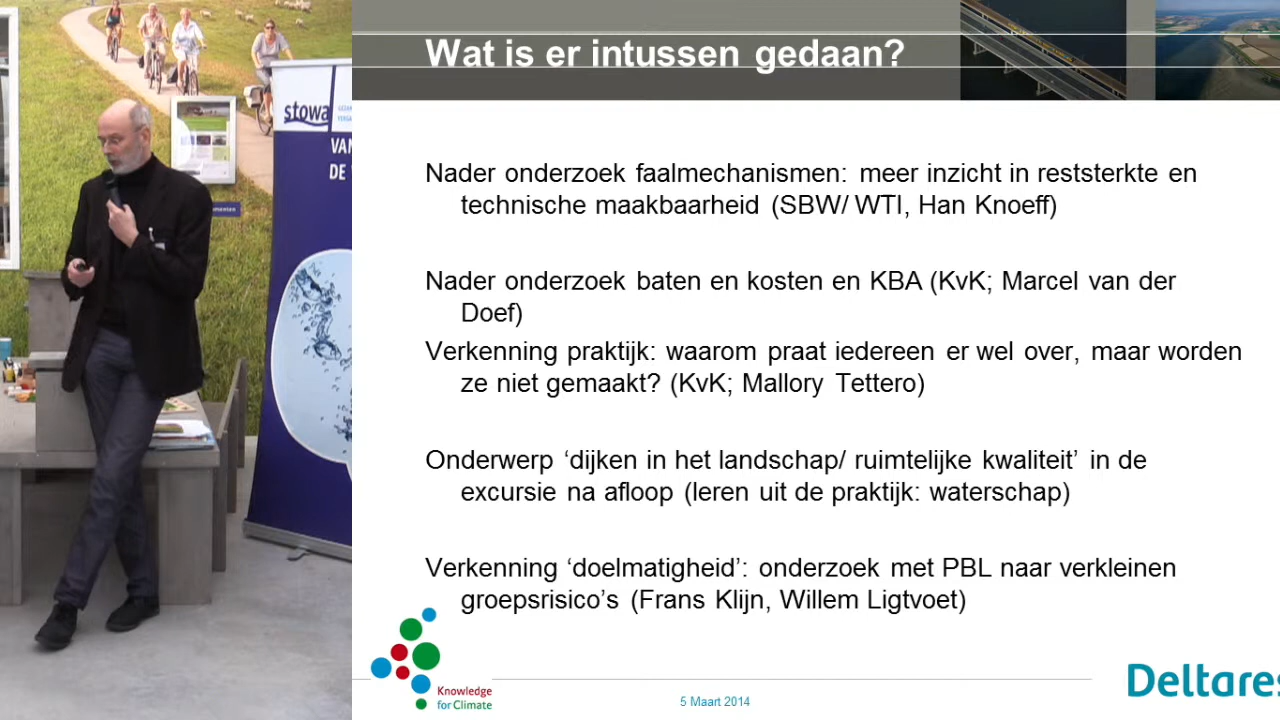 Wat is er intussen gedaan?
stowa
VAN
DE
Nader onderzoek faalmechanismen: meer inzicht in reststerkte en
technische maakbaarheid (SBW/ WTI, Han Knoeff)
Nader onderzoek baten en kosten en KBA (KvK; Marcel van der
Doef)
Verkenning praktijk: waarom praat iedereen er wel over, maar worden
ze niet gemaakt? (KvK; Mallory Tettero)
Onderwerp ‘dijken in het landschap/ ruimtelijke kwaliteit’ in de
excursie na afloop (leren uit de praktijk: waterschap)
Verkenning ‘doelmatigheid’: onderzoek met PBL naar verkleinen
groepsrisico’s (Frans Klijn, Willem Ligtvoet)
Knowledge
for Climate
5 Maart 2014
Deltares